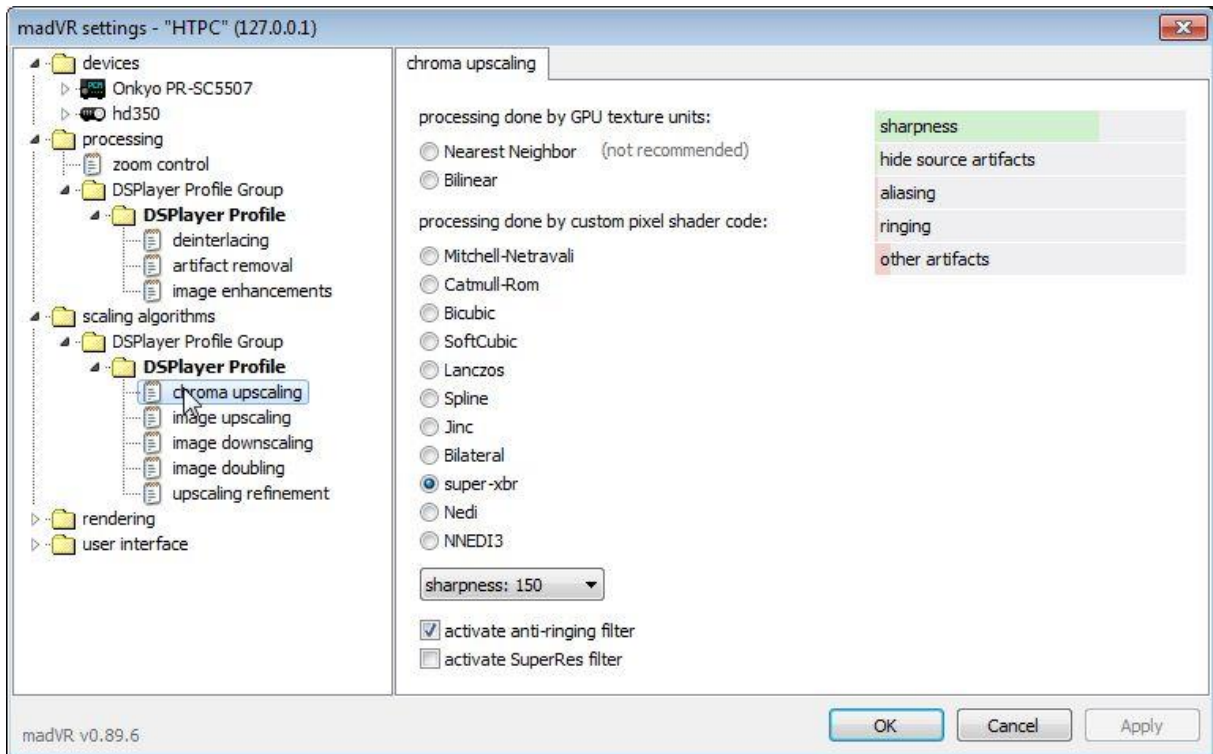 madVR settings - "HTPC" (127.0.0.1)
devices
Onkyo PR-SC5507
hd350
processing
zoom control
DSPlayer Profile Group
DSPlayer Profile
deinterlacing
artifact removal
image enhancements
scaling algorithms
DSPlayer Profile Group
DSPlayer Profile
chroma upscaling
image upscaling
image downscaling
image doubling
upscaling refinement
rendering
user interface
chroma upscaling
processing done by GPU texture units:
Nearest Neighbor (not recommended)
Bilinear
processing done by custom pixel shader code:
Mitchell-Netravali
Catmull-Rom
Bicubic
SoftCubic
Lanczos
Spline
Jinc
Bilateral
super-xbr
Nedi
NNEDI3
sharpness: 150
activate anti-ringing filter
activate SuperRes filter
sharpness
hide source artifacts
aliasing
ringing
other artifacts
madVR v0.89.6
OK Cancel Apply